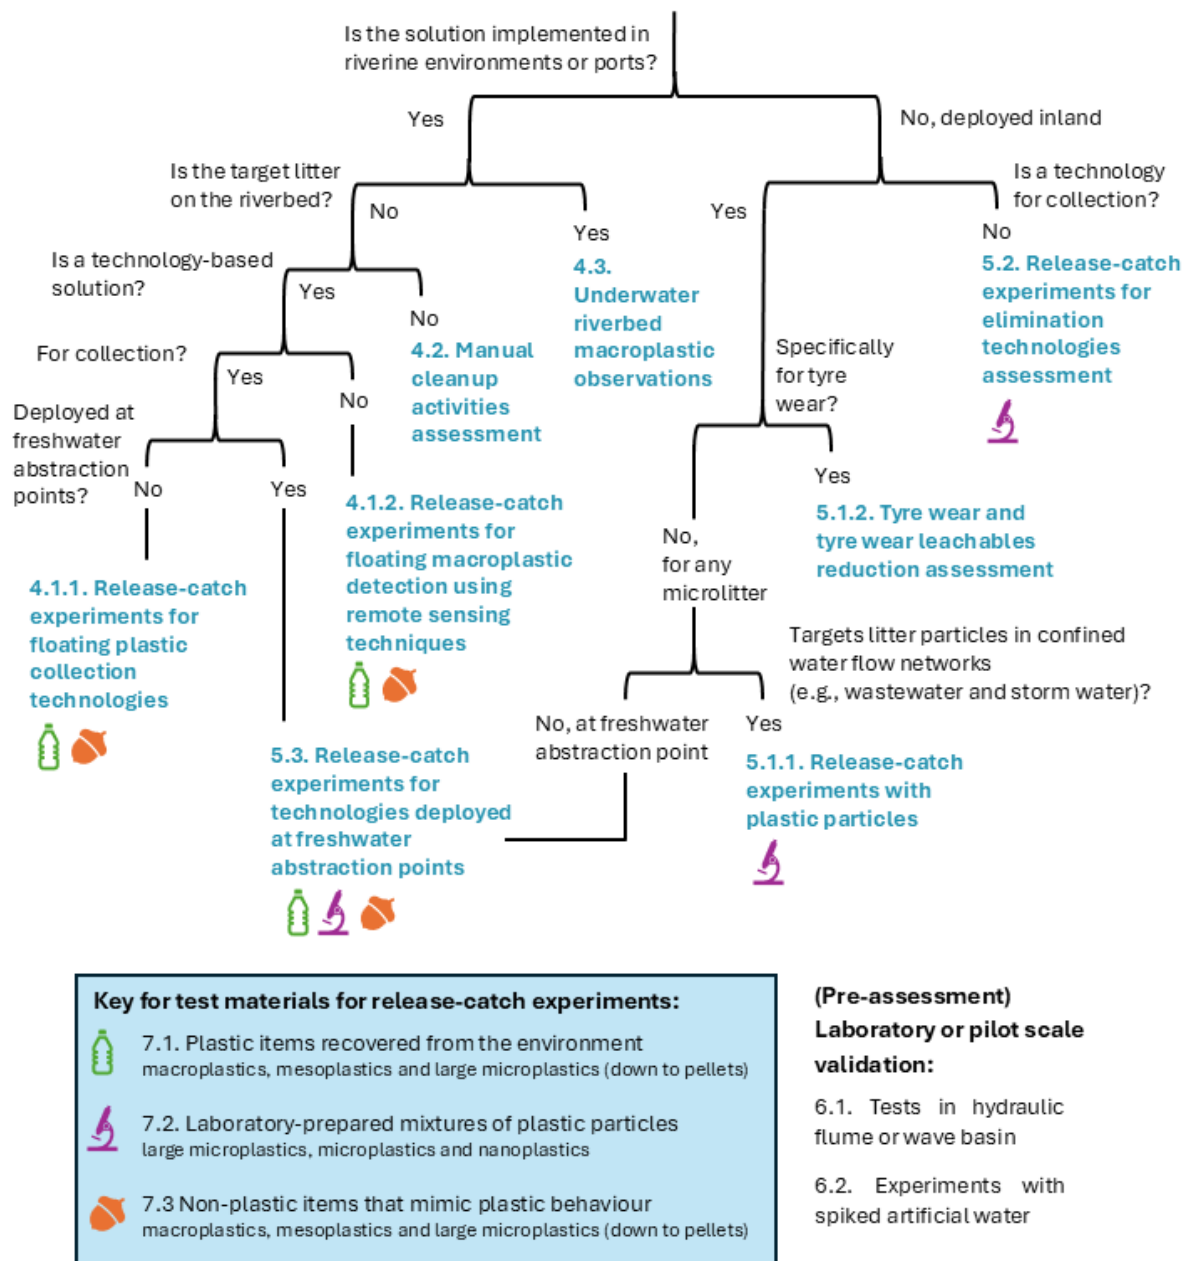 Is the solution implemented in
riverine environments or ports?
Yes
No, deployed inland
Is the target litter
on the riverbed?
No
Yes
Is a technology
for collection?
Yes
No
Is a technology-based
solution?
Yes
No
4.3.
Underwater
riverbed
macroplastic
observations
5.2. Release-catch
experiments for
elimination
technologies
assessment
For collection?
Yes
No
4.2. Manual
cleanup
activities
assessment
Specifically
for tyre
wear?
Deployed at
freshwater
abstraction
points?
No
Yes
4.1.2. Release-catch
experiments for
floating macroplastic
detection using
remote sensing
techniques
Yes
5.1.2. Tyre wear and
tyre wear leachables
reduction assessment
No,
for any
microlitter
4.1.1. Release-catch
experiments for
floating plastic
collection
technologies
Targets litter particles in confined
water flow networks
(e.g., wastewater and storm water)?
No, at freshwater
abstraction point
Yes
5.3. Release-catch
experiments for
technologies deployed
at freshwater
abstraction points
5.1.1. Release-catch
experiments with
plastic particles
Key for test materials for release-catch experiments:
7.1. Plastic items recovered from the environment
macroplastics, mesoplastics and large microplastics (down to pellets)
7.2. Laboratory-prepared mixtures of plastic particles
large microplastics, microplastics and nanoplastics
7.3 Non-plastic items that mimic plastic behaviour
macroplastics, mesoplastics and large microplastics (down to pellets)
(Pre-assessment)
Laboratory or pilot scale
validation:
6.1. Tests in hydraulic
flume or wave basin
6.2. Experiments with
spiked artificial water